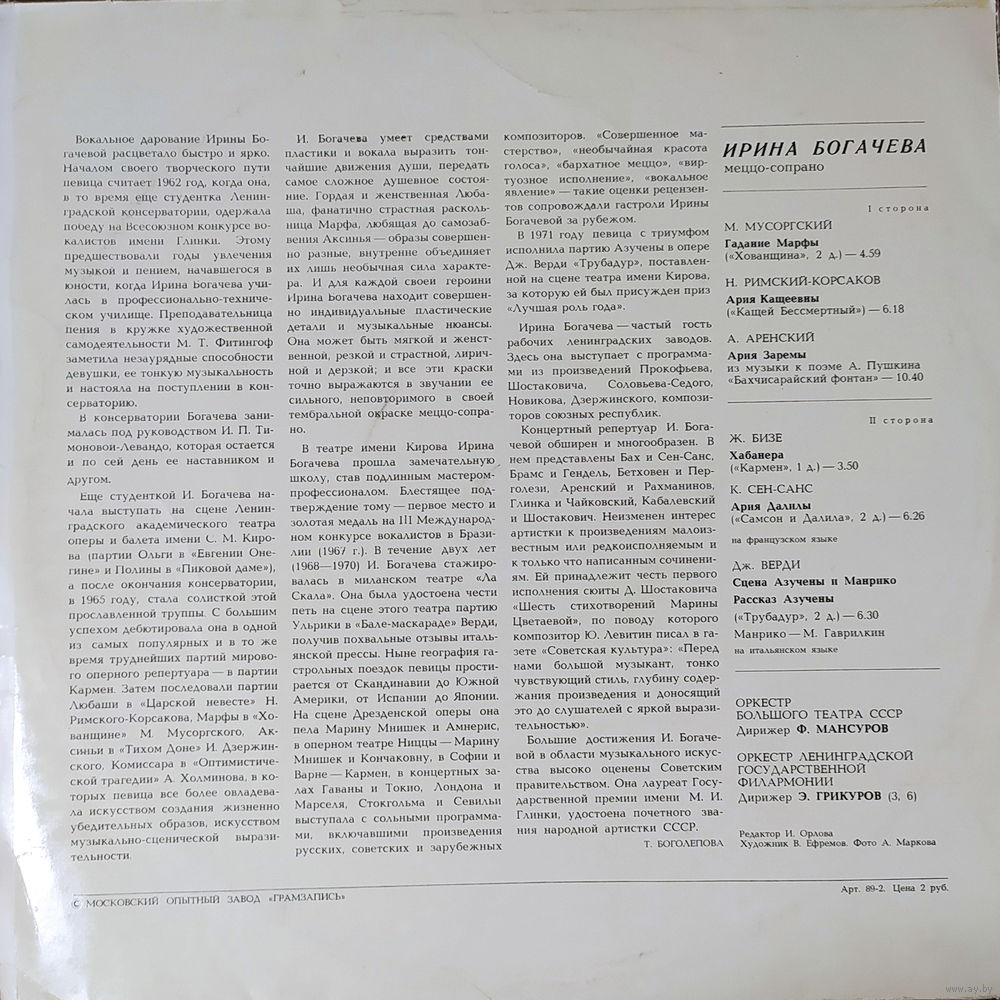 Вокальное дарование Ирины Бо-
гачевой расцветало быстро и ярко.
Началом своего творческого пути
певица считает 1962 год, когда она,
в то время еще студентка Ленин-
градской консерватории, одержала
победу на Всесоюзном конкурсе во-
калистов имени Глинки. Этому
предшествовали годы увлечения
музыкой и пением, начавшегося в
юности, когда Ирина Богачева учи-
лась в профессионально-техниче-
ском училище. Преподавательница
пения в кружке художественной
самодеятельности М. Т. Фитингоф
заметила незаурядные способности
девушки, ее тонкую музыкальность
и настояла на поступлении в кон-
серваторию.
В консерватории Богачева зани-
малась под руководством И. П. Ти-
моновой-Левандо, которая остается
и по сей день ее наставником и
другом.
Еще студенткой И. Богачева на-
чала выступать на сцене Ленин-
градского академического театра
оперы и балета имени С. М. Киро-
ва (партии Ольги в «Евгении Оне-
гине» и Полины в «Пиковой даме»),
а после окончания консерватории,
в 1965 году, стала солисткой этой
прославленной труппы. С большим
успехом дебютировала она в одной
из самых популярных и в то же
время труднейших партий мирово-
го оперного репертуара — в партии
Кармен. Затем последовали партии
Любаши в «Царской невесте» Н.
Римского-Корсакова, Марфы в «Хо-
ванщине» М. Мусоргского, Ак-
синьи в «Тихом Доне» И. Дзержин-
ского, Комиссара в «Оптимистиче-
ской трагедии» А. Холминова, в ко-
торых певица все более овладева-
ла искусством создания жизненно
убедительных образов, искусством
музыкально-сценической вырази-
тельности.
И. Богачева умеет средствами
пластики и вокала выразить тон-
чайшие движения души, передать
самое сложное душевное состоя-
ние. Гордая и женственная Люба-
ша, фанатично страстная расколь-
ница Марфа, любящая до самозаб-
вения Аксинья — образы совершен-
но разные, внутренне объединяет
их лишь необычная сила характе-
ра. И для каждой своей героини
Ирина Богачева находит совершен-
но индивидуальные пластические
детали и музыкальные нюансы.
Она может быть мягкой и женст-
венной, резкой и страстной, лирич-
ной и дерзкой; и все эти краски
точно выражаются в звучании ее
сильного, неповторимого в своей
тембральной окраске меццо-сопра-
но.
В театре имени Кирова Ирина
Богачева прошла замечательную
школу, став подлинным мастером-
профессионалом. Блестящее под-
тверждение тому — первое место и
золотая медаль на III Международ-
ном конкурсе вокалистов в Брази-
лии (1967 г.). В течение двух лет
(1968—1970) И. Богачева стажиро-
валась в миланском театре «Ла
Скала». Она была удостоена чести
петь на сцене этого театра партию
Ульрики в «Бале-маскараде» Верди,
получив похвальные отзывы италь-
янской прессы. Ныне география га-
строльных поездок певицы прости-
рается от Скандинавии до Южной
Америки, от Испании до Японии.
На сцене Дрезденской оперы она
пела Марину Мнишек и Амнерис,
в оперном театре Ниццы — Марину
Мнишек и Кончаковну, в Софии и
Варне — Кармен, в концертных за-
лах Гаваны и Токио, Лондона и
Марселя, Стокгольма и Севильи
выступала с сольными программа-
ми, включавшими произведения
русских, советских и зарубежных
композиторов. «Совершенное ма-
стерство», «необычайная красота
голоса», «бархатное меццо», «вир-
туозное исполнение», «вокальное
явление» — такие оценки рецензен-
тов сопровождали гастроли Ирины
Богачевой за рубежом.
В 1971 году певица с триумфом
исполнила партию Азучены в опере
Дж. Верди «Трубадур», поставлен-
ной на сцене театра имени Кирова,
за которую ей был присужден приз
«Лучшая роль года».
Ирина Богачева — частый гость
рабочих ленинградских заводов.
Здесь она выступает с программа-
ми из произведений Прокофьева,
Шостаковича, Соловьева-Седого,
Новикова, Дзержинского, компози-
торов союзных республик.
Концертный репертуар И. Бога-
чевой обширен и многообразен. В
нем представлены Бах и Сен-Санс,
Брамс и Гендель, Бетховен и Пер-
голези, Аренский и Рахманинов,
Глинка и Чайковский, Кабалевский
и Шостакович. Неизменен интерес
артистки к произведениям малоиз-
вестным или редкоисполняемым и
к только что написанным сочинени-
ям. Ей принадлежит честь первого
исполнения сюиты Д. Шостаковича
«Шесть стихотворений Марины
Цветаевой», по поводу которого
композитор Ю. Левитин писал в га-
зете «Советская культура»: «Перед
нами большой музыкант, тонко
чувствующий стиль, глубину содер-
жания произведения и доносящий
это до слушателей с яркой вырази-
тельностью».
Большие достижения И. Богаче-
вой в области музыкального искус-
ства высоко оценены Советским
правительством. Она лауреат Госу-
дарственной премии имени М. И.
Глинки, удостоена почетного зва-
ния народной артистки СССР.
Т. БОГОЛЕПОВА
ИРИНА БОГАЧЕВА
меццо-сопрано
I сторона
М. МУСОРГСКИЙ
Гадание Марфы
(«Хованщина», 2 д.) — 4.59
Н. РИМСКИЙ-КОРСАКОВ
Ария Кащеевны
(«Кащей Бессмертный») — 6.18
А. АРЕНСКИЙ
Ария Заремы
из музыки к поэме А. Пушкина
«Бахчисарайский фонтан» — 10.40
II сторона
Ж. БИЗЕ
Хабанера
(«Кармен», 1 д.) — 3.50
К. СЕН-САНС
Ария Далилы
(«Самсон и Далила», 2 д.) — 6.26
на французском языке
ДЖ. ВЕРДИ
Сцена Азучены и Манрико
Рассказ Азучены
(«Трубадур», 2 д.) — 6.30
Манрико — М. Гаврилкин
на итальянском языке
ОРКЕСТР
БОЛЬШОГО ТЕАТРА СССР
Дирижер Ф. МАНСУРОВ
ОРКЕСТР ЛЕНИНГРАДСКОЙ
ГОСУДАРСТВЕННОЙ
ФИЛАРМОНИИ
Дирижер Э. ГРИКУРОВ (3, 6)
Редактор И. Орлова
Художник В. Ефремов. Фото А. Маркова
© МОСКОВСКИЙ ОПЫТНЫЙ ЗАВОД «ГРАМЗАПИСЬ»
Арт. 89-2. Цена 2 руб.
www.ay.by